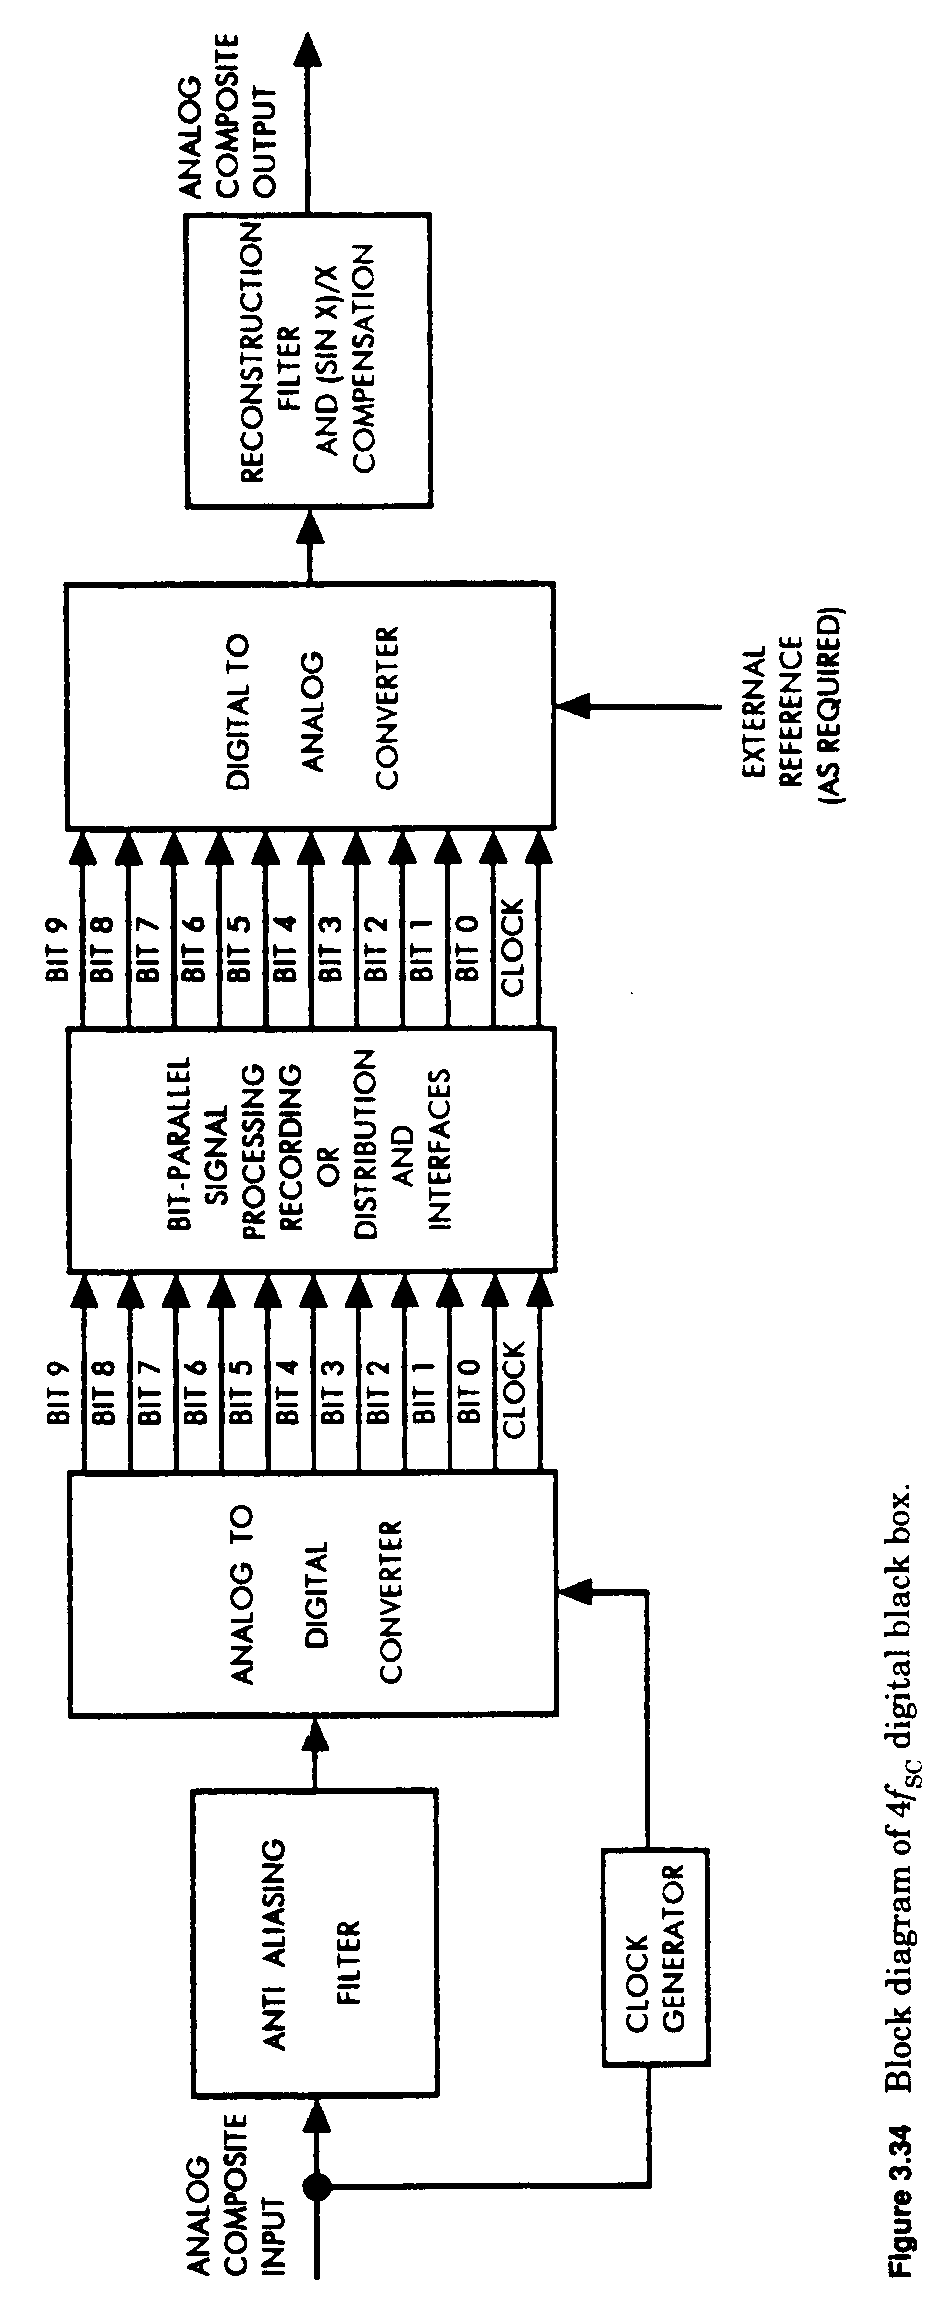 ANALOG
COMPOSITE
INPUT
ANTI ALIASING
FILTER
CLOCK
GENERATOR
ANALOG TO
DIGITAL
CONVERTER
BIT 9
BIT 8
BIT 7
BIT 6
BIT 5
BIT 4
BIT 3
BIT 2
BIT 1
BIT 0
CLOCK
BIT-PARALLEL
SIGNAL
PROCESSING
RECORDING
OR
DISTRIBUTION
AND
INTERFACES
BIT 9
BIT 8
BIT 7
BIT 6
BIT 5
BIT 4
BIT 3
BIT 2
BIT 1
BIT 0
CLOCK
DIGITAL TO
ANALOG
CONVERTER
EXTERNAL
REFERENCE
(AS REQUIRED)
RECONSTRUCTION
FILTER
AND (SIN X)/X
COMPENSATION
ANALOG
COMPOSITE
OUTPUT
Figure 3.34 Block diagram of 4fSC digital black box.